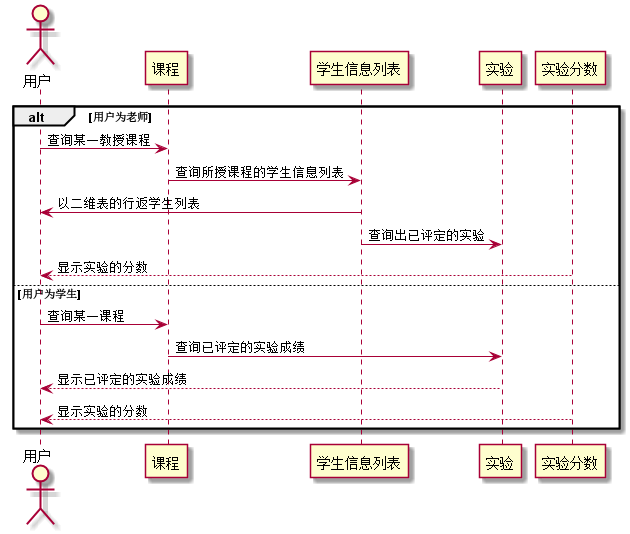 用户
课程
学生信息列表
实验
实验分数
alt
[用户为老师]
查询某一教授课程
查询所授课程的学生信息列表
以二维表的行返学生列表
查询出已评定的实验
显示实验的分数
[用户为学生]
查询某一课程
查询已评定的实验成绩
显示已评定的实验成绩
显示实验的分数
用户
课程
学生信息列表
实验
实验分数